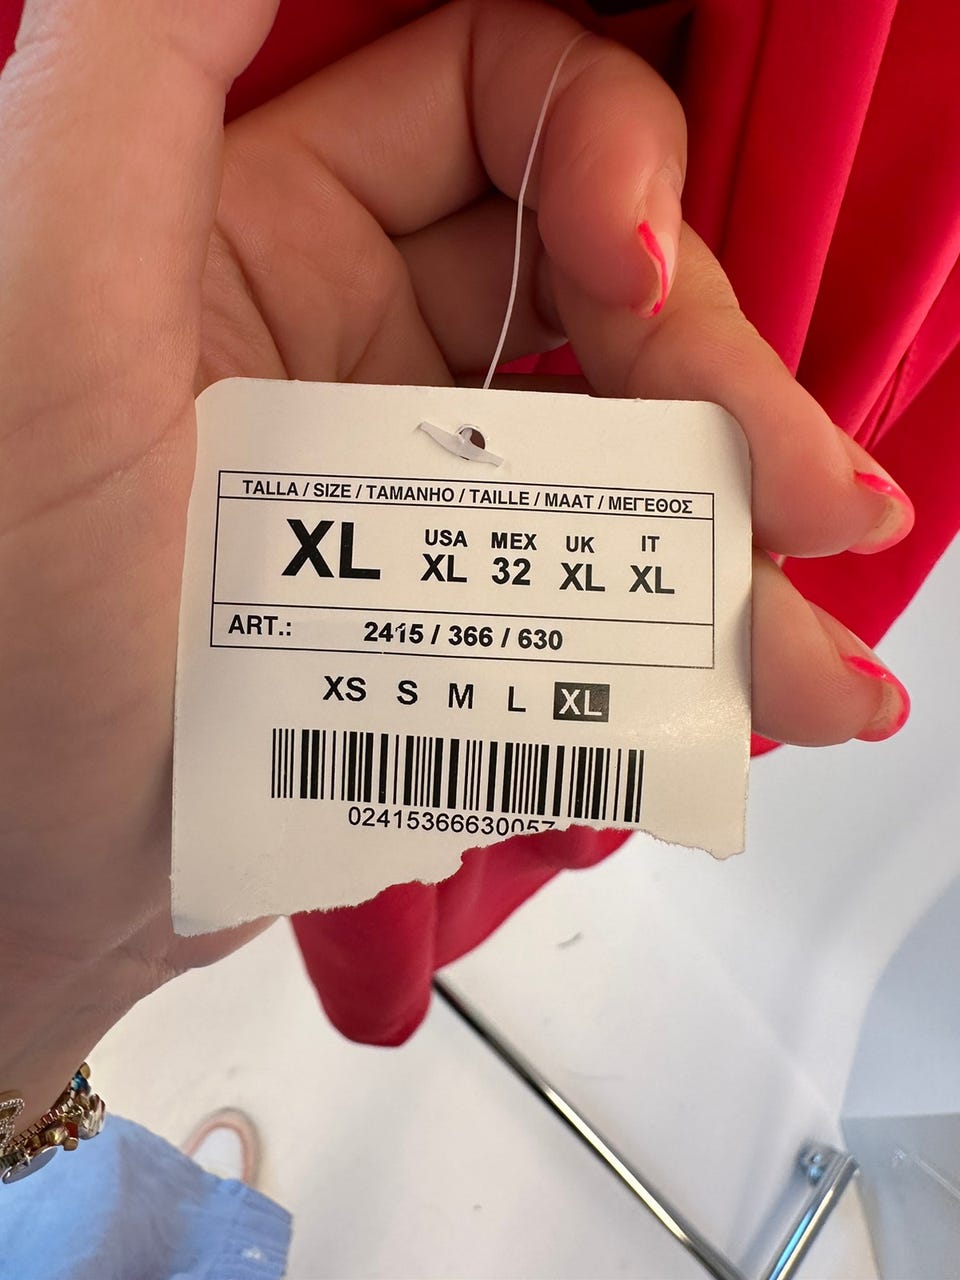 TALLA / SIZE / TAMANHO / TAILLE / MAAT / ΜΕΓΕΘΟΣ
XL USA XL MEX 32 UK XL IT XL
ART.: 2415 / 366 / 630
XS S M L XL
02415366630057